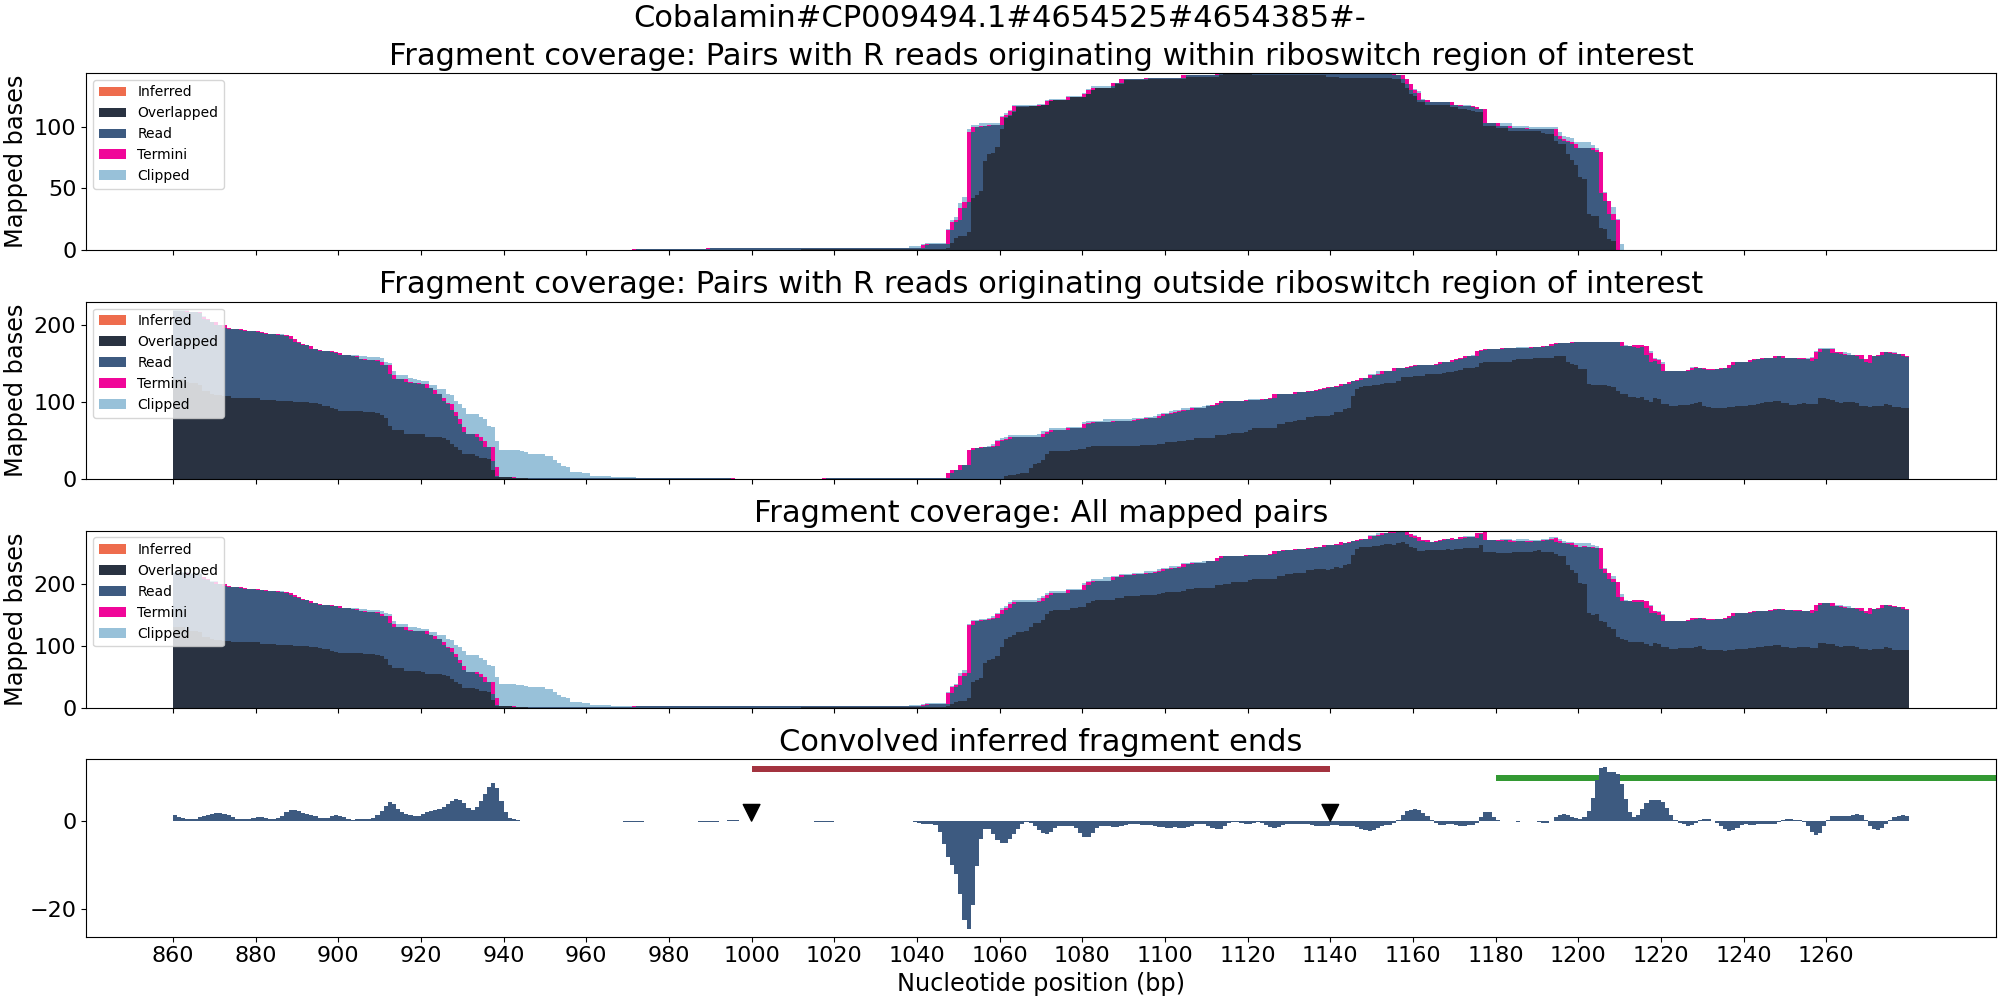 Cobalamin#CP009494.1#4654525#4654385#-
Fragment coverage: Pairs with R reads originating within riboswitch region of interest
Mapped bases
100
50
0
Inferred
Overlapped
Read
Termini
Clipped
Fragment coverage: Pairs with R reads originating outside riboswitch region of interest
Mapped bases
200
100
0
Inferred
Overlapped
Read
Termini
Clipped
Fragment coverage: All mapped pairs
Mapped bases
200
100
0
Inferred
Overlapped
Read
Termini
Clipped
Convolved inferred fragment ends
0
−20
860 880 900 920 940 960 980 1000 1020 1040 1060 1080 1100 1120 1140 1160 1180 1200 1220 1240 1260
Nucleotide position (bp)